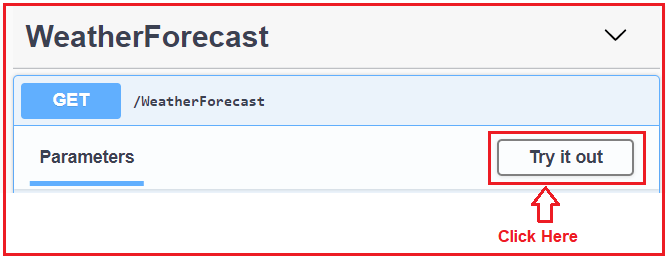 WeatherForecast
GET /WeatherForecast
Parameters Try it out
Click Here